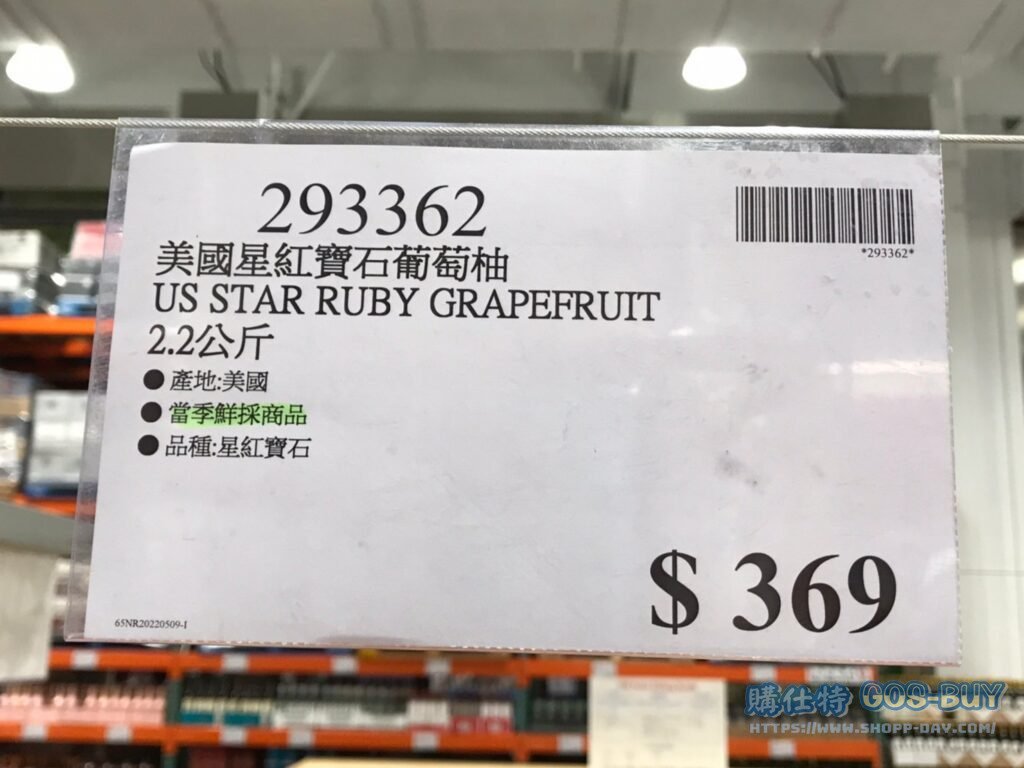 293362
*293362*
美國星紅寶石葡萄柚
US STAR RUBY GRAPEFRUIT
2.2公斤
● 產地:美國
● 當季鮮採商品
● 品種:星紅寶石
$ 369
65NR20220509-1
購仕特 GOS-BUY
HTTPS://WWW.SHOPP-DAY.COM/